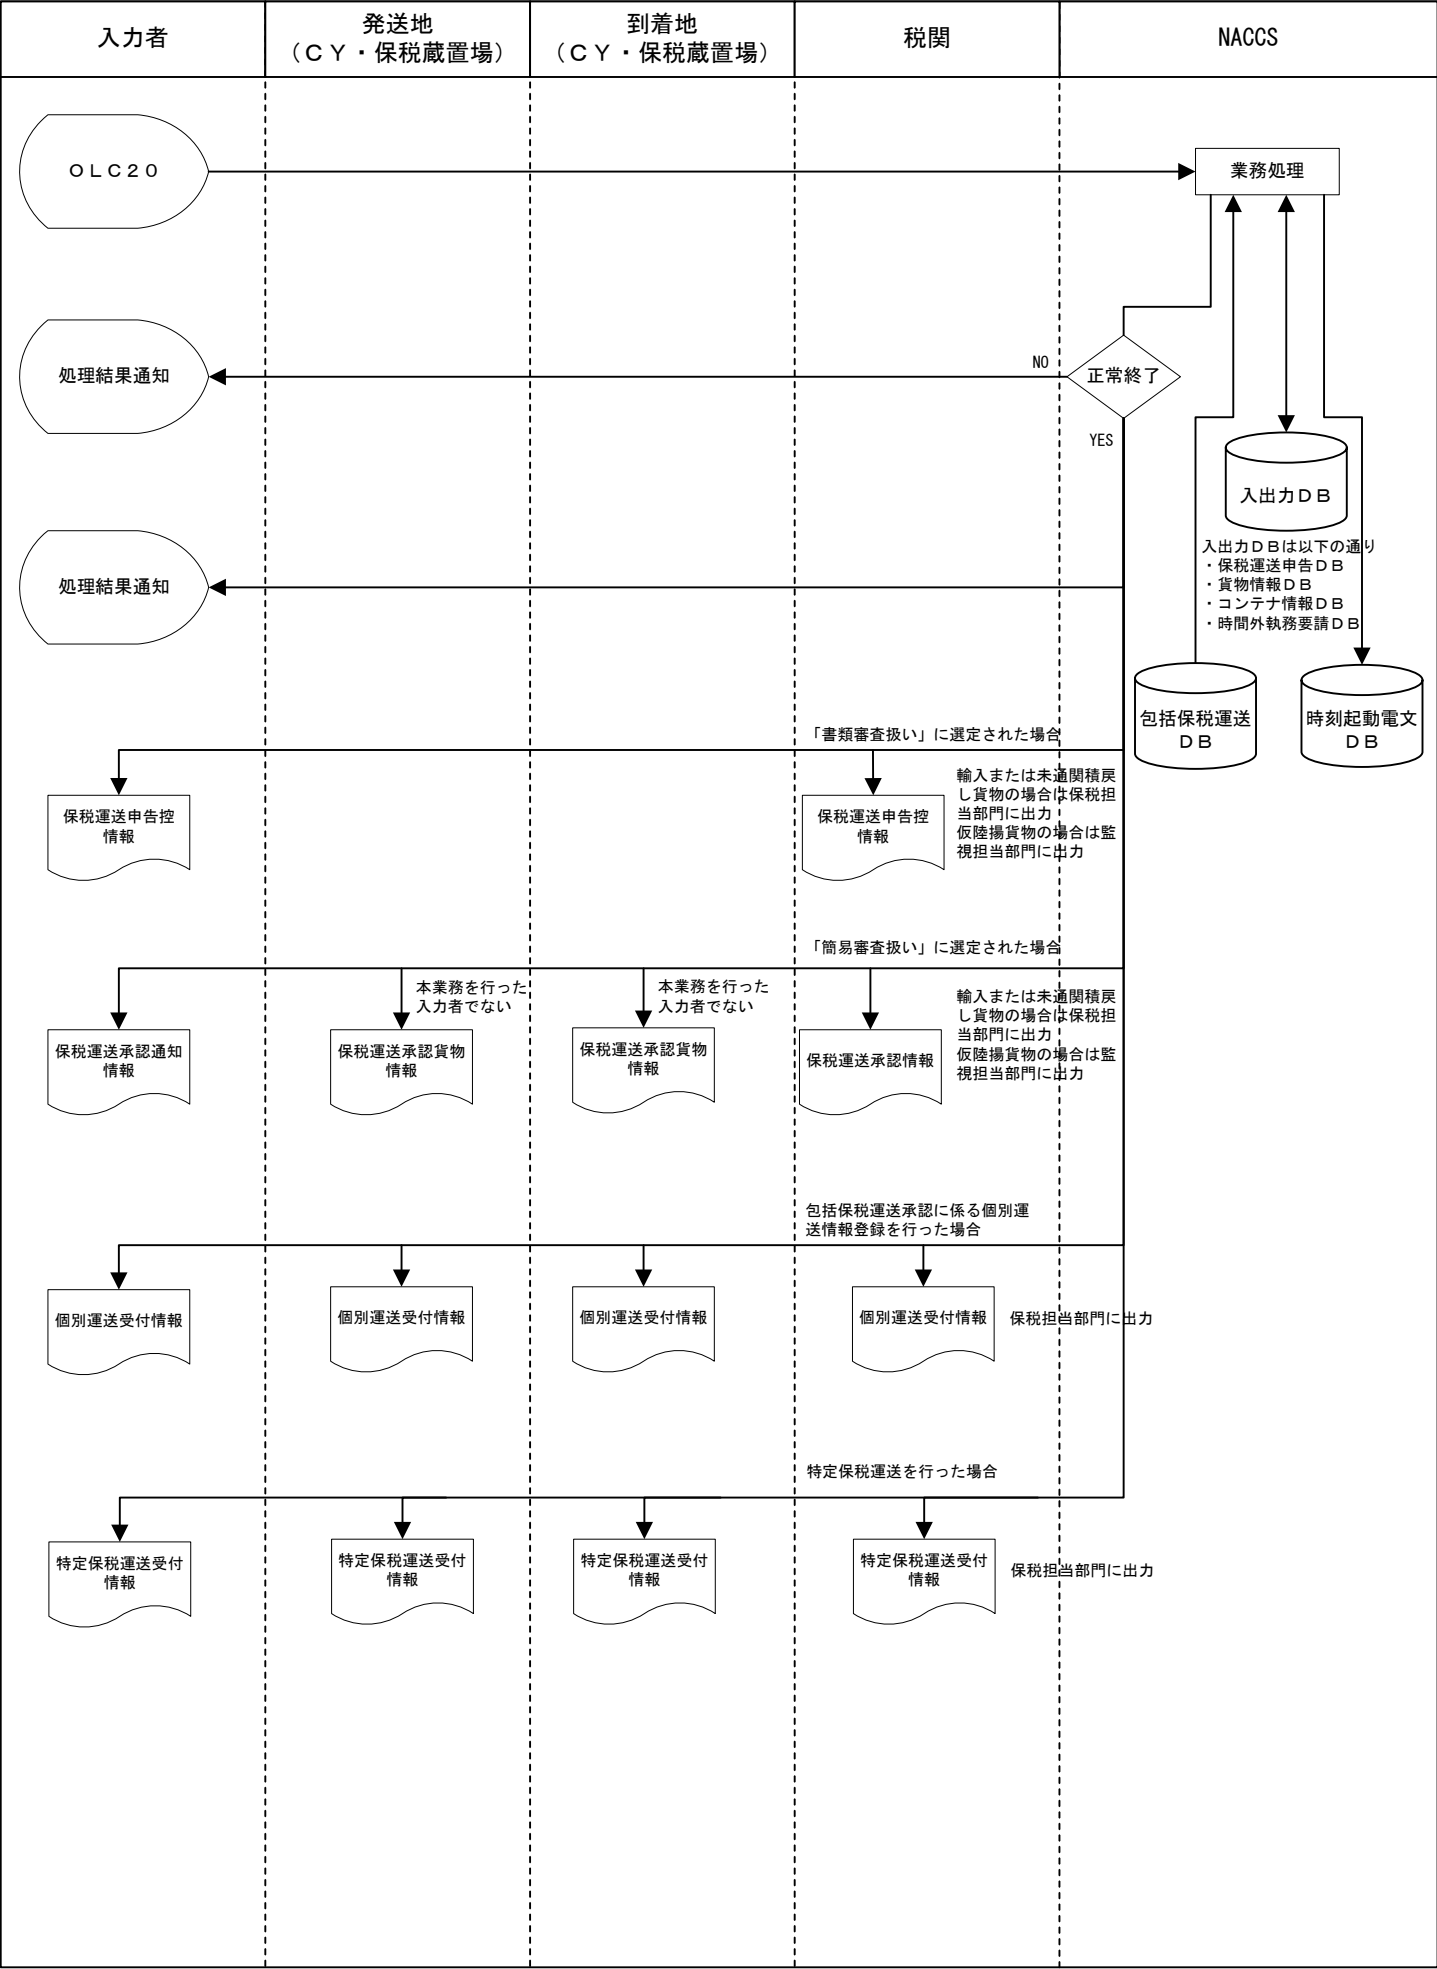 入力者
発送地
（ＣＹ・保税蔵置場）
到着地
（ＣＹ・保税蔵置場）
税関
NACCS
ＯＬＣ２０
業務処理
処理結果通知
NO
正常終了
YES
入出力ＤＢ
入出力ＤＢは以下の通り
・保税運送申告ＤＢ
・貨物情報ＤＢ
・コンテナ情報ＤＢ
・時間外執務要請ＤＢ
処理結果通知
包括保税運送
ＤＢ
時刻起動電文
ＤＢ
「書類審査扱い」に選定された場合
保税運送申告控
情報
保税運送申告控
情報
輸入または未通関積戻
し貨物の場合は保税担
当部門に出力
仮陸揚貨物の場合は監
視担当部門に出力
「簡易審査扱い」に選定された場合
本業務を行った
入力者でない
本業務を行った
入力者でない
保税運送承認通知
情報
保税運送承認貨物
情報
保税運送承認貨物
情報
保税運送承認情報
輸入または未通関積戻
し貨物の場合は保税担
当部門に出力
仮陸揚貨物の場合は監
視担当部門に出力
包括保税運送承認に係る個別運
送情報登録を行った場合
個別運送受付情報
個別運送受付情報
個別運送受付情報
個別運送受付情報
保税担当部門に出力
特定保税運送を行った場合
特定保税運送受付
情報
特定保税運送受付
情報
特定保税運送受付
情報
特定保税運送受付
情報
保税担当部門に出力